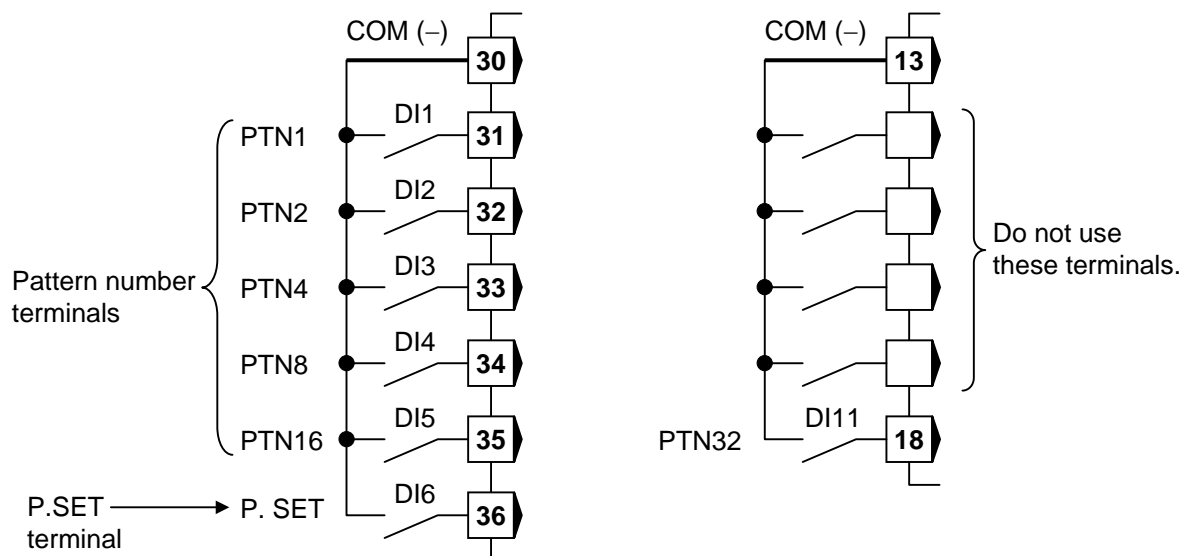 COM (–)
30
PTN1
DI1
31
PTN2
DI2
32
Pattern number
terminals
PTN4
DI3
33
PTN8
DI4
34
PTN16
DI5
35
P.SET
terminal
P. SET
DI6
36
COM (–)
13
Do not use
these terminals.
PTN32
DI11
18